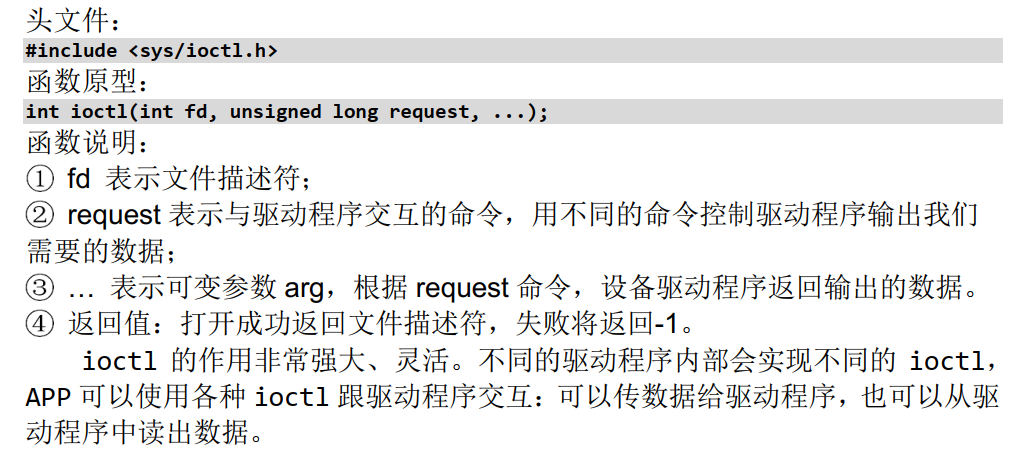 头文件：
#include <sys/ioctl.h>
函数原型：
int ioctl(int fd, unsigned long request, ...);
函数说明：
① fd 表示文件描述符；
② request 表示与驱动程序交互的命令，用不同的命令控制驱动程序输出我们
需要的数据；
③ … 表示可变参数 arg，根据 request 命令，设备驱动程序返回输出的数据。
④ 返回值：打开成功返回文件描述符，失败将返回-1。
ioctl 的作用非常强大、灵活。不同的驱动程序内部会实现不同的 ioctl，
APP 可以使用各种 ioctl 跟驱动程序交互：可以传数据给驱动程序，也可以从驱
动程序中读出数据。